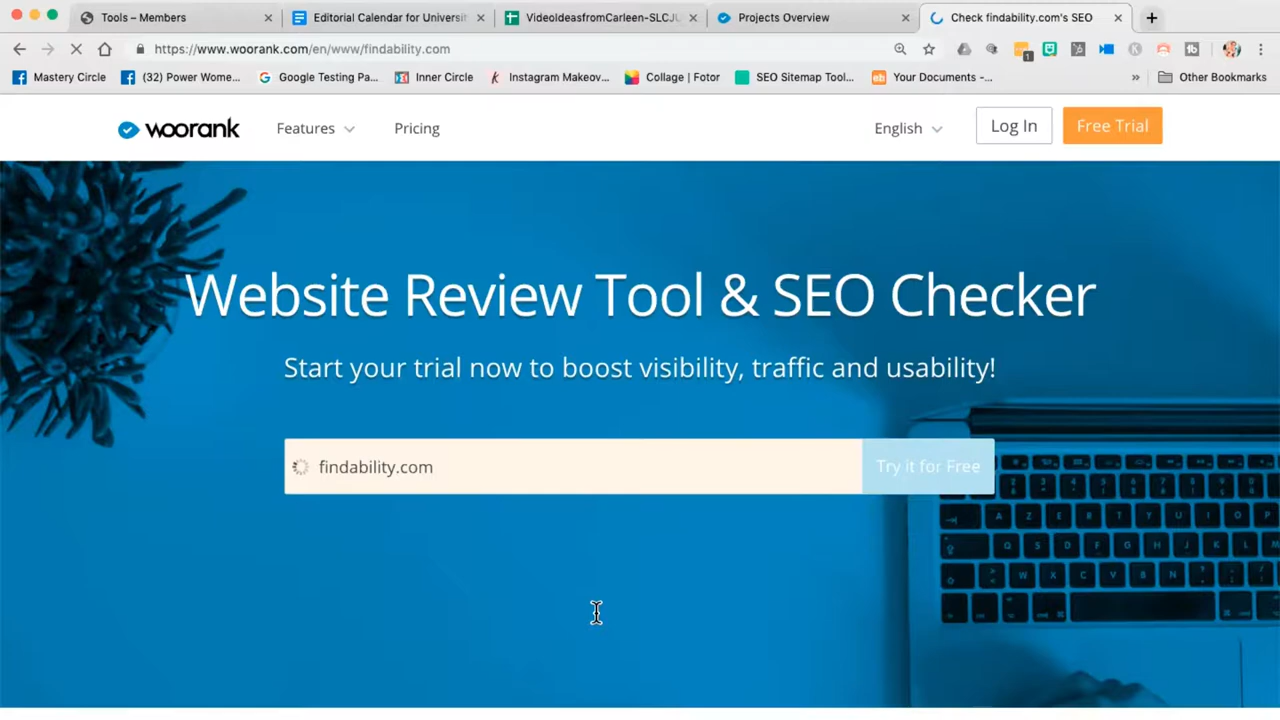 Tools – Members
Editorial Calendar for Universit
VideoIdeasfromCarleen-SLCJU
Projects Overview
Check findability.com's SEO
https://www.woorank.com/en/www/findability.com
1
Mastery Circle
(32) Power Wome...
Google Testing Pa...
Inner Circle
Instagram Makeov...
Collage | Fotor
SEO Sitemap Tool...
Your Documents -...
»
Other Bookmarks
woorank
Features
Pricing
English
Log In
Free Trial
Website Review Tool & SEO Checker
Start your trial now to boost visibility, traffic and usability!
findability.com
Try it for Free